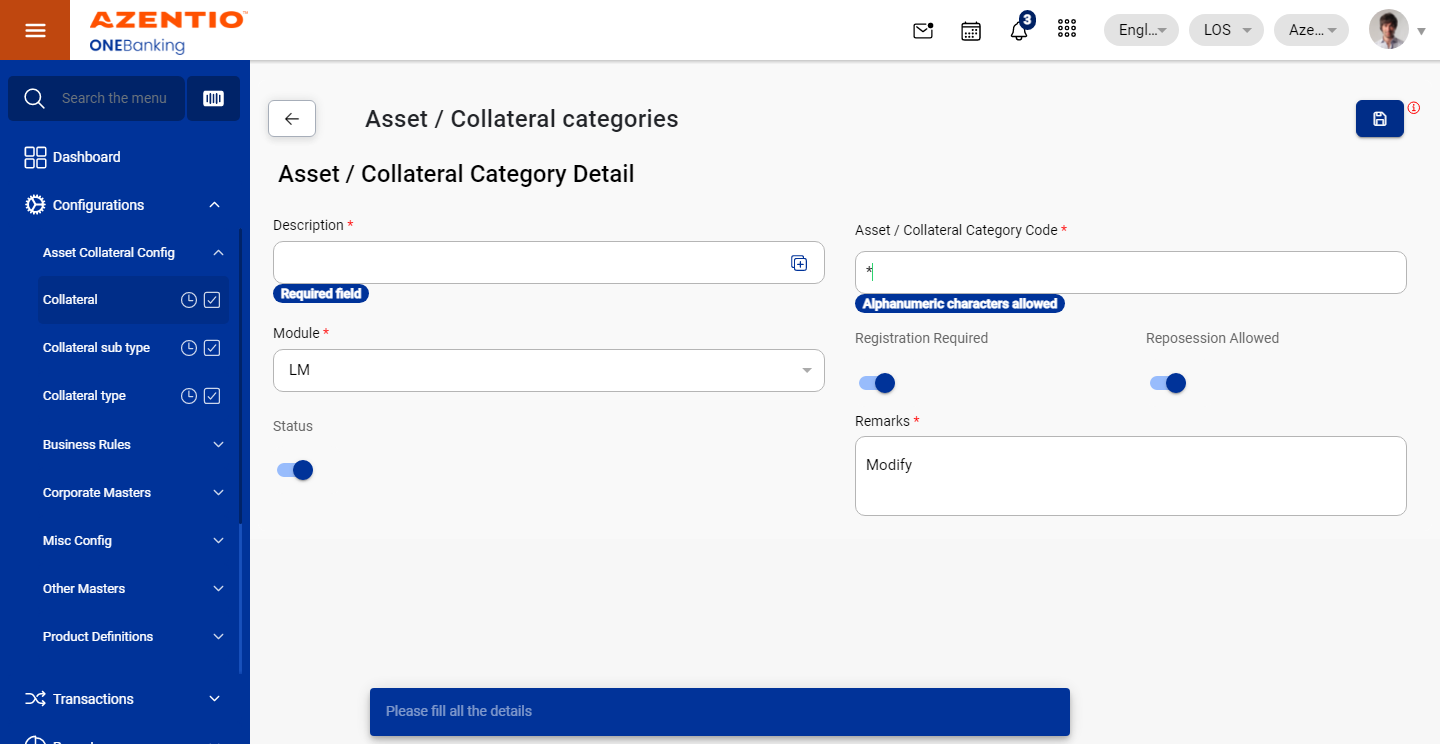 AZENTIO™
ONEBanking
3
Engl...
LOS
Aze...
Search the menu
Dashboard
Configurations
Asset Collateral Config
Collateral
Collateral sub type
Collateral type
Business Rules
Corporate Masters
Misc Config
Other Masters
Product Definitions
Transactions
Asset / Collateral categories
Asset / Collateral Category Detail
Description *
Required field
Asset / Collateral Category Code *
*
Alphanumeric characters allowed
Module *
LM
Registration Required
Reposession Allowed
Status
Remarks *
Modify
Please fill all the details